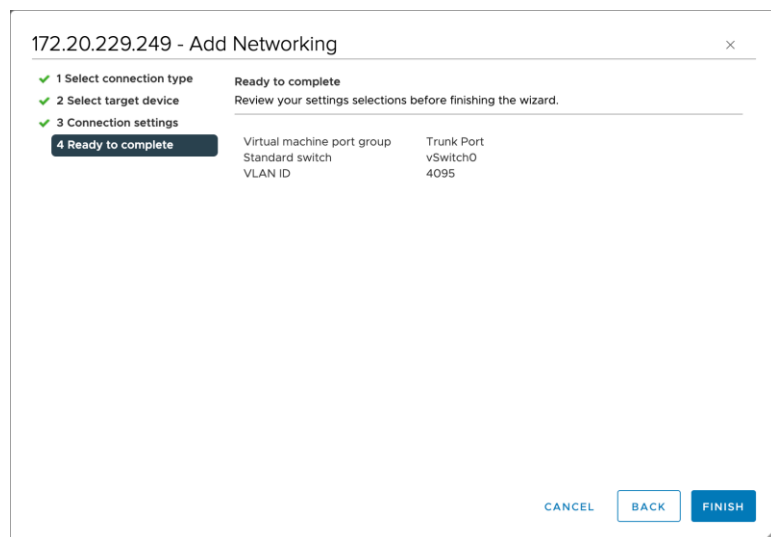 172.20.229.249 - Add Networking
1 Select connection type
2 Select target device
3 Connection settings
4 Ready to complete
Ready to complete
Review your settings selections before finishing the wizard.
Virtual machine port group Trunk Port
Standard switch vSwitch0
VLAN ID 4095
CANCEL BACK FINISH